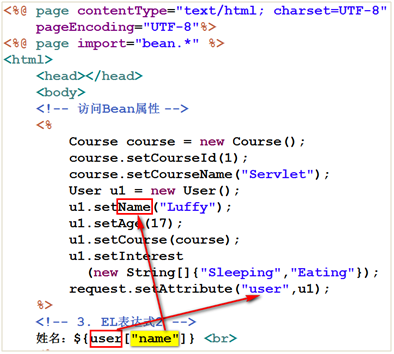 <%@ page contentType="text/html; charset=UTF-8"
pageEncoding="UTF-8"%>
<%@ page import="bean.*" %>
<html>
<head></head>
<body>
<!-- 访问Bean属性 -->
<%
Course course = new Course();
course.setCourseId(1);
course.setCourseName("Servlet");
User u1 = new User();
u1.setName("Luffy");
u1.setAge(17);
u1.setCourse(course);
u1.setInterest
(new String[]{"Sleeping","Eating"});
request.setAttribute("user",u1);
%>
<!-- 3. EL表达式2 -->
姓名: ${user["name"]} <br>